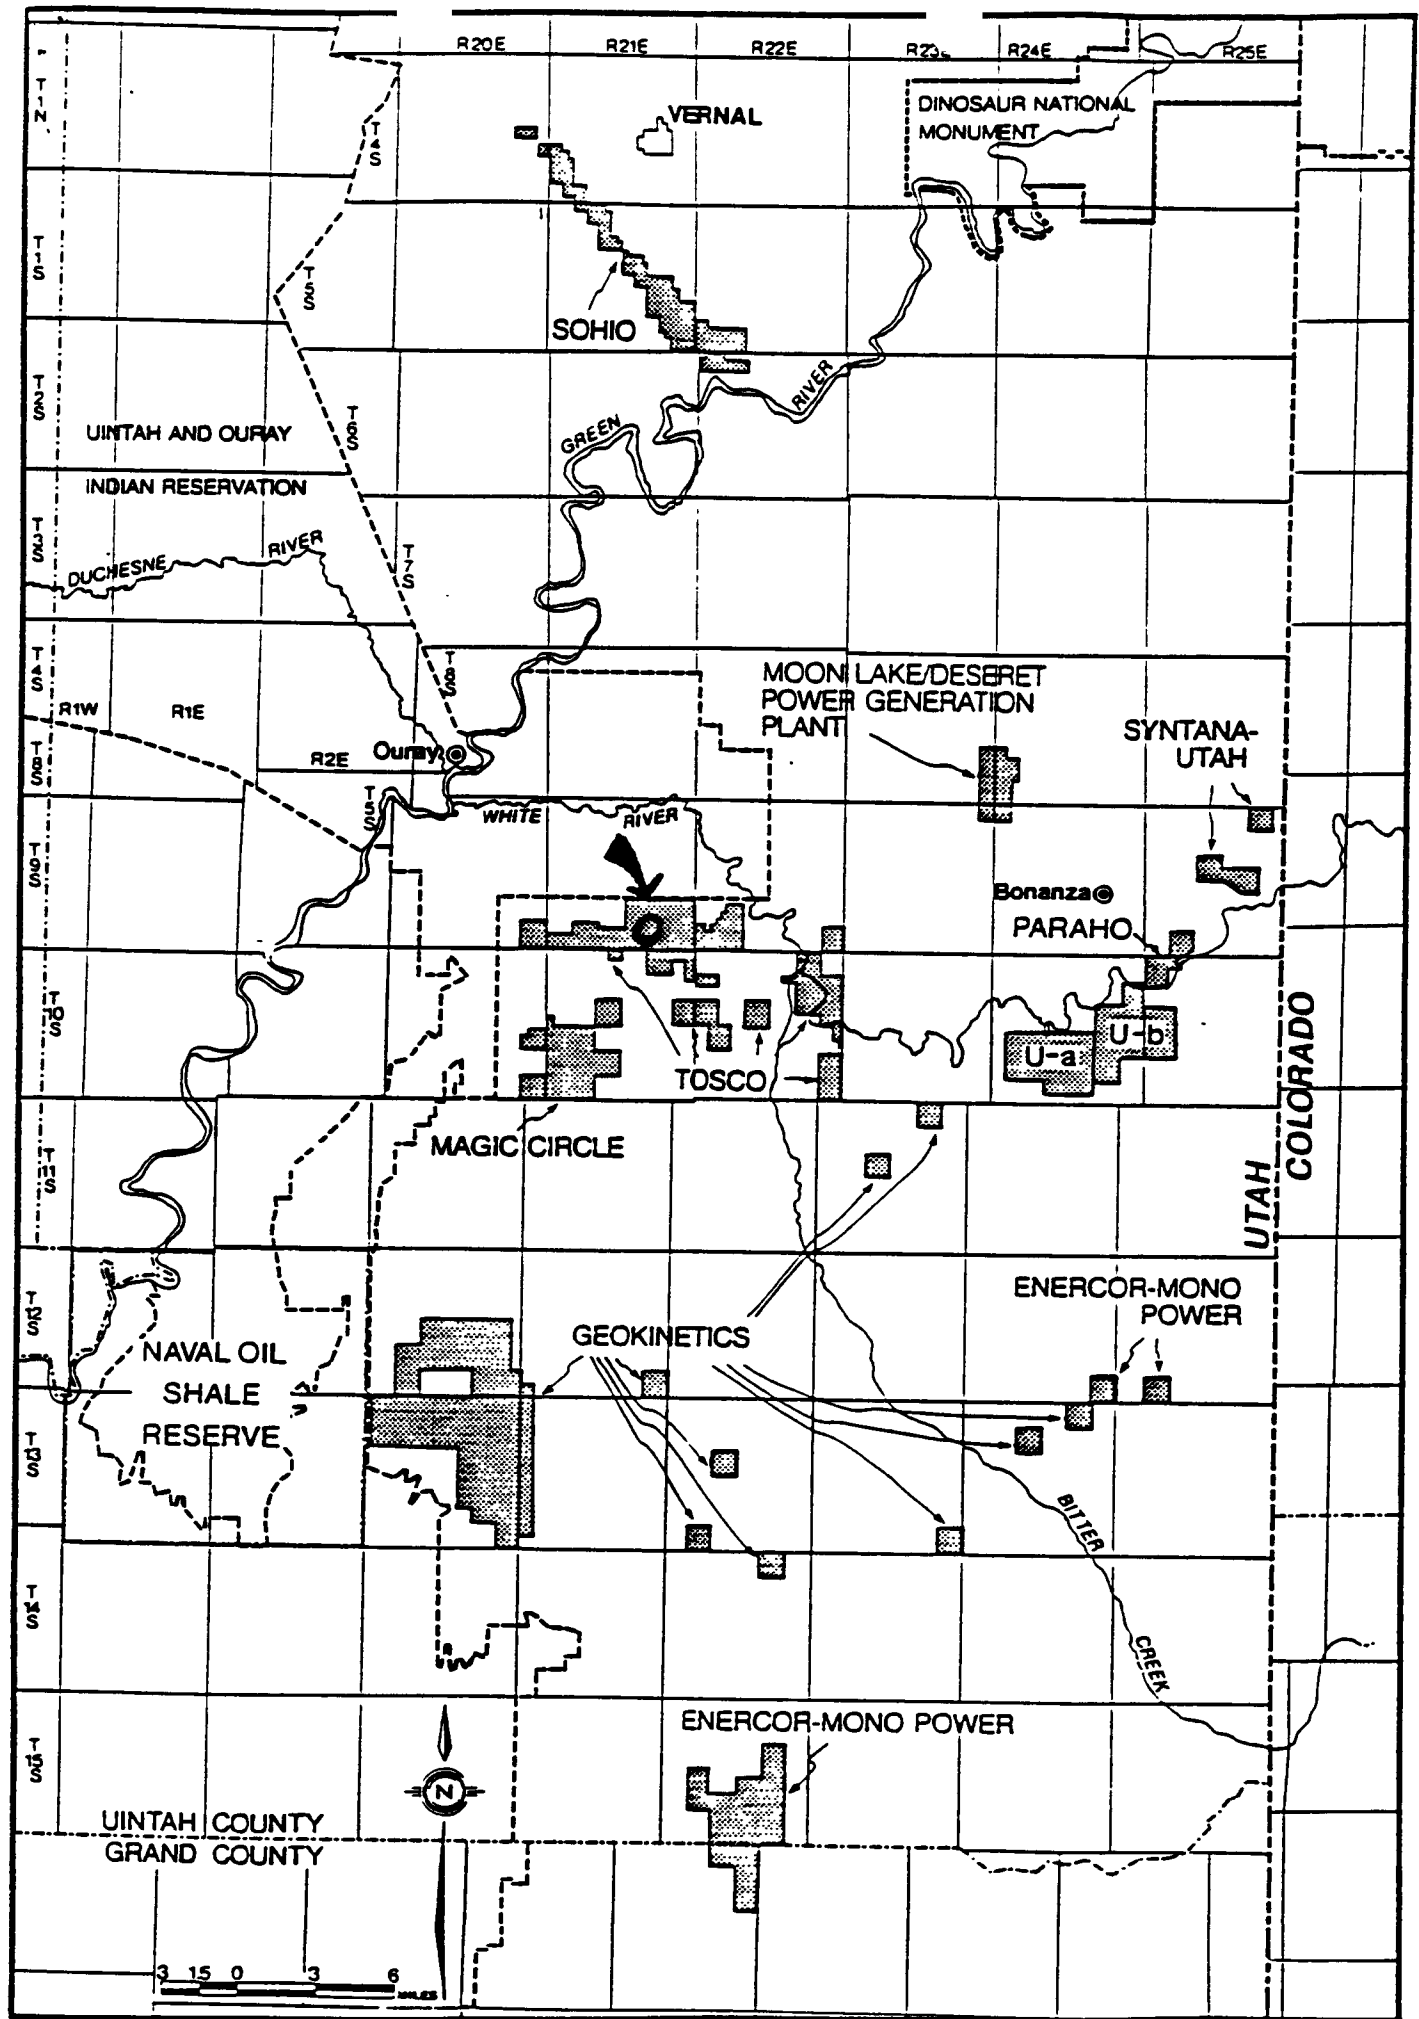 R20E
R21E
R22E
R24E
R25E
T1N
T4S
VERNAL
DINOSAUR NATIONAL
MONUMENT
T1S
T5S
SOHIO
T2S
T6S
UINTAH AND OURAY
INDIAN RESERVATION
GREEN
RIVER
T3S
T7S
DUCHESNE
RIVER
T4S
T8S
R1W
R1E
R2E
Ouray
MOON LAKE/DESERET
POWER GENERATION
PLANT
SYNTANA-
UTAH
T8S
T5S
WHITE
RIVER
T9S
Bonanza
PARAHO
T10S
U-a
U-b
TOSCO
MAGIC CIRCLE
T11S
UTAH
COLORADO
T12S
ENERCOR-MONO
POWER
GEOKINETICS
NAVAL OIL
SHALE
RESERVE
T13S
BITTER
CREEK
T14S
T15S
ENERCOR-MONO POWER
N
UINTAH COUNTY
GRAND COUNTY
3 1.5 0 3 6
MILES